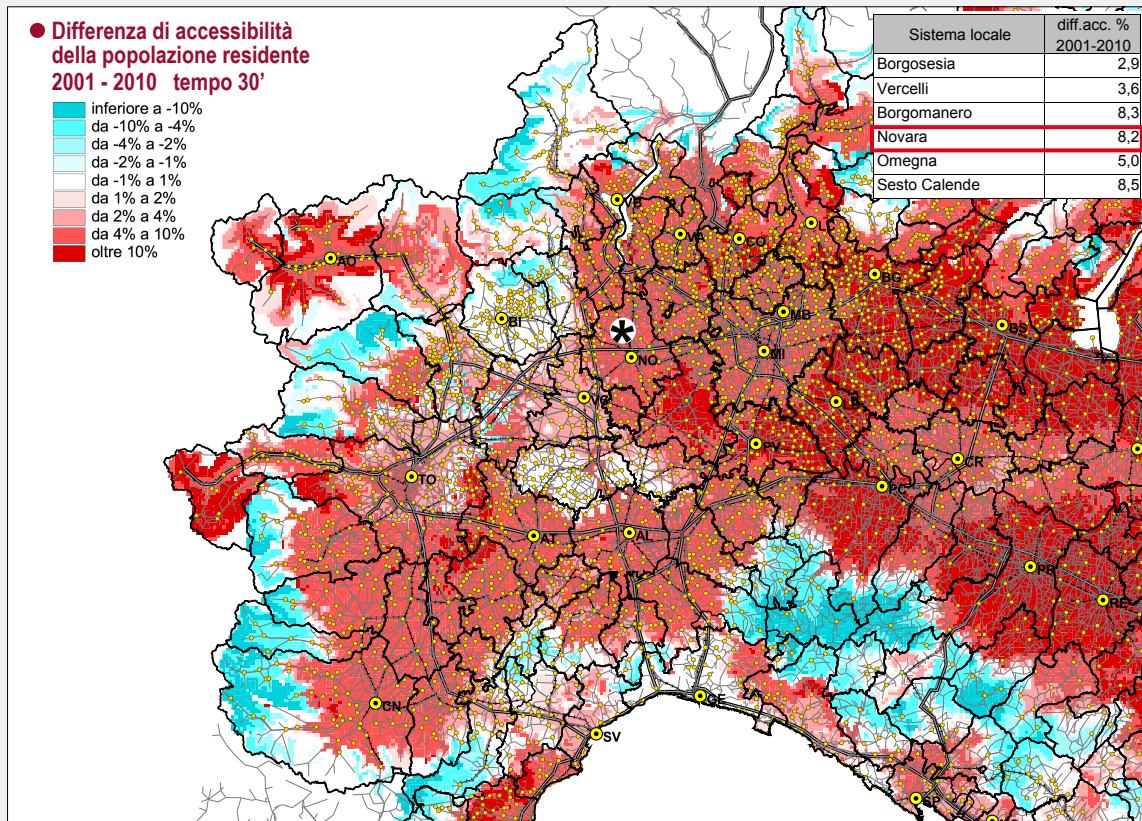 Differenza di accessibilità
della popolazione residente
2001 - 2010 tempo 30'
inferiore a -10%
da -10% a -4%
da -4% a -2%
da -2% a -1%
da -1% a 1%
da 1% a 2%
da 2% a 4%
da 4% a 10%
oltre 10%
Sistema locale diff.acc. % 2001-2010
Borgosesia 2,9
Vercelli 3,6
Borgomanero 8,3
Novara 8,2
Omegna 5,0
Sesto Calende 8,5
VB
VA
CO
AO
BG
BI
MB
BS
*
NO
MI
VC
PV
CR
TO
AT
AL
PR
RE
CN
GE
SV
SP